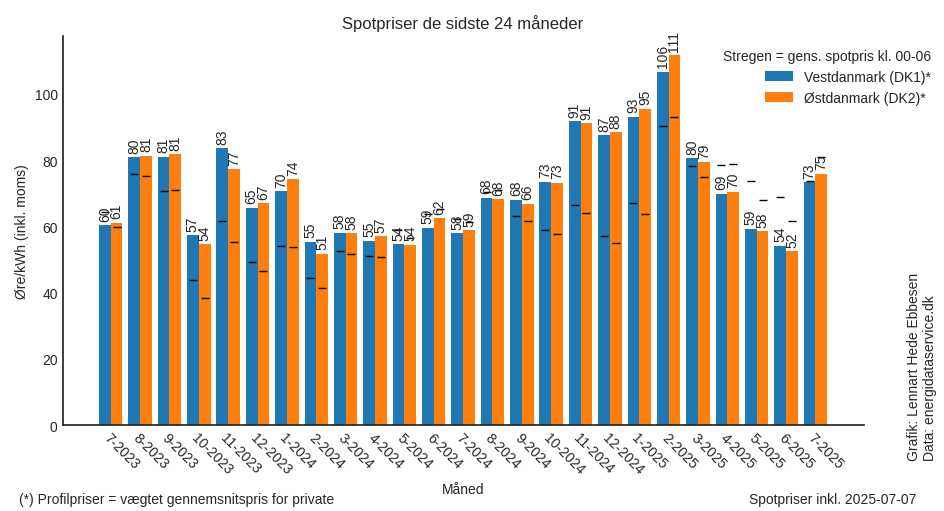 Spotpriser de sidste 24 måneder
Stregen = gens. spotpris kl. 00-06
Vestdanmark (DK1)*
Østdanmark (DK2)*
Øre/kWh (inkl. moms)
100
80
60
40
20
0
60 61 80 81 81 81 57 54 83 77 65 67 70 74 55 52 58 58 55 57 54 54 59 62 58 59 68 68 68 66 73 73 91 91 87 88 93 95 106 111 80 79 69 70 59 58 54 52 73 75
7-2023 8-2023 9-2023 10-2023 11-2023 12-2023 1-2024 2-2024 3-2024 4-2024 5-2024 6-2024 7-2024 8-2024 9-2024 10-2024 11-2024 12-2024 1-2025 2-2025 3-2025 4-2025 5-2025 6-2025 7-2025
Måned
Grafik: Lennart Hede Ebbesen
Data: energidataservice.dk
(*) Profilpriser = vægtet gennemsnitspris for private
Spotpriser inkl. 2025-07-07